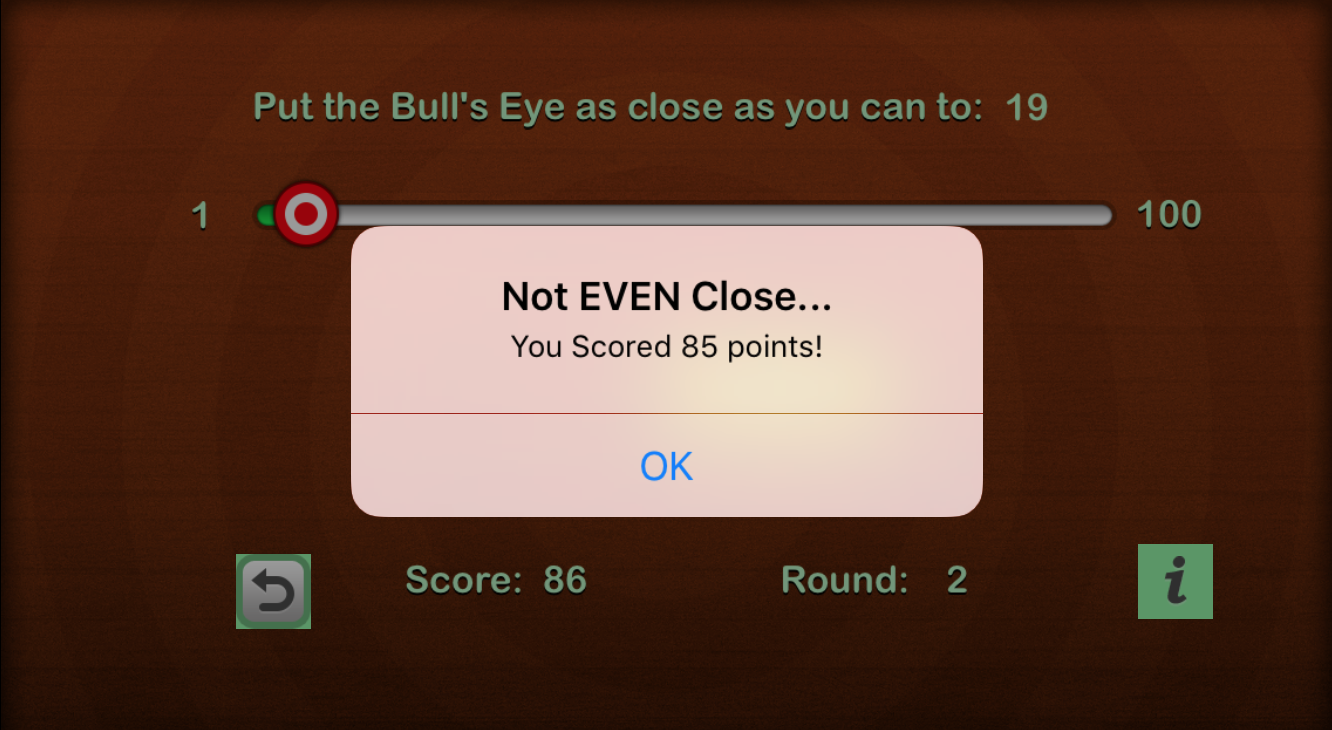 Put the Bull's Eye as close as you can to: 19
1 100
Not EVEN Close...
You Scored 85 points!
OK
Score: 86 Round: 2
i